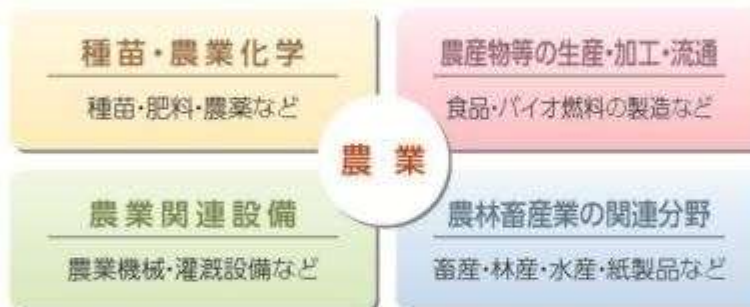 種苗・農業化学
種苗・肥料・農薬など
農産物等の生産・加工・流通
食品・バイオ燃料の製造など
農業
農業関連設備
農業機械・灌漑設備など
農林畜産業の関連分野
畜産・林産・水産・紙製品など